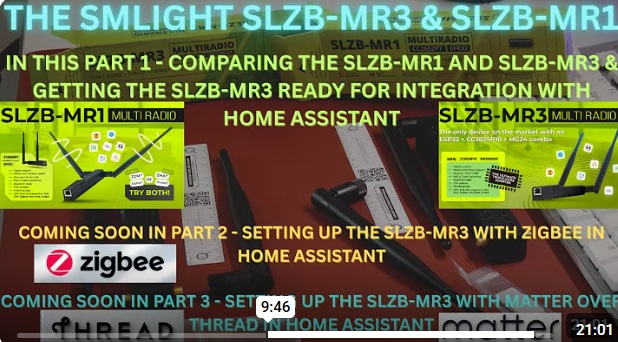 THE SMLIGHT SLZB-MR3 & SLZB-MR1
MULTIRADIO
SLZB-MR1 MULTIRADIO
IN THIS PART 1 - COMPARING THE SLZB-MR1 AND SLZB-MR3 &
GETTING THE SLZB-MR3 READY FOR INTEGRATION WITH
HOME ASSISTANT
SLZB-MR1 MULTI RADIO
TRY BOTH!
SLZB-MR3 MULTI RADIO
The only device on the market with an
ESP32 + CC2674R10 + MG24 combo
COMING SOON IN PART 2 - SETTING UP THE SLZB-MR3 WITH ZIGBEE IN
HOME ASSISTANT
zigbee
COMING SOON IN PART 3 - SETT UP THE SLZB-MR3 WITH MATTER OVER
THREAD IN HOME ASSISTANT
9:46
THREAD
matter
21:01